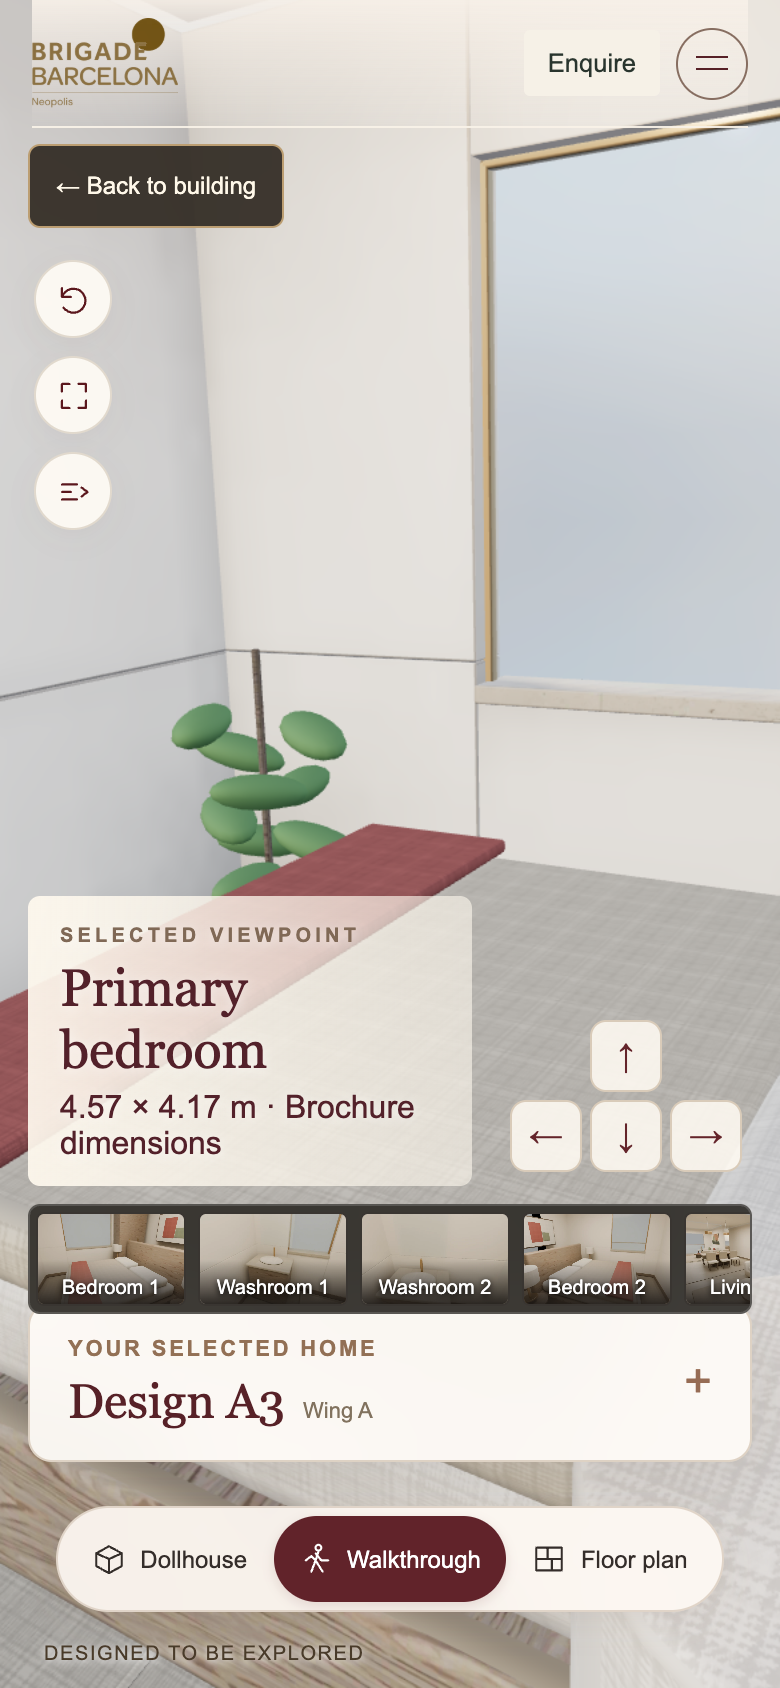 BRIGADE
BARCELONA
Neopolis
Enquire
← Back to building
SELECTED VIEWPOINT
Primary
bedroom
4.57 × 4.17 m · Brochure
dimensions
↑
← ↓ →
Bedroom 1
Washroom 1
Washroom 2
Bedroom 2
Livin
YOUR SELECTED HOME
Design A3 Wing A
+
Dollhouse
Walkthrough
Floor plan
DESIGNED TO BE EXPLORED